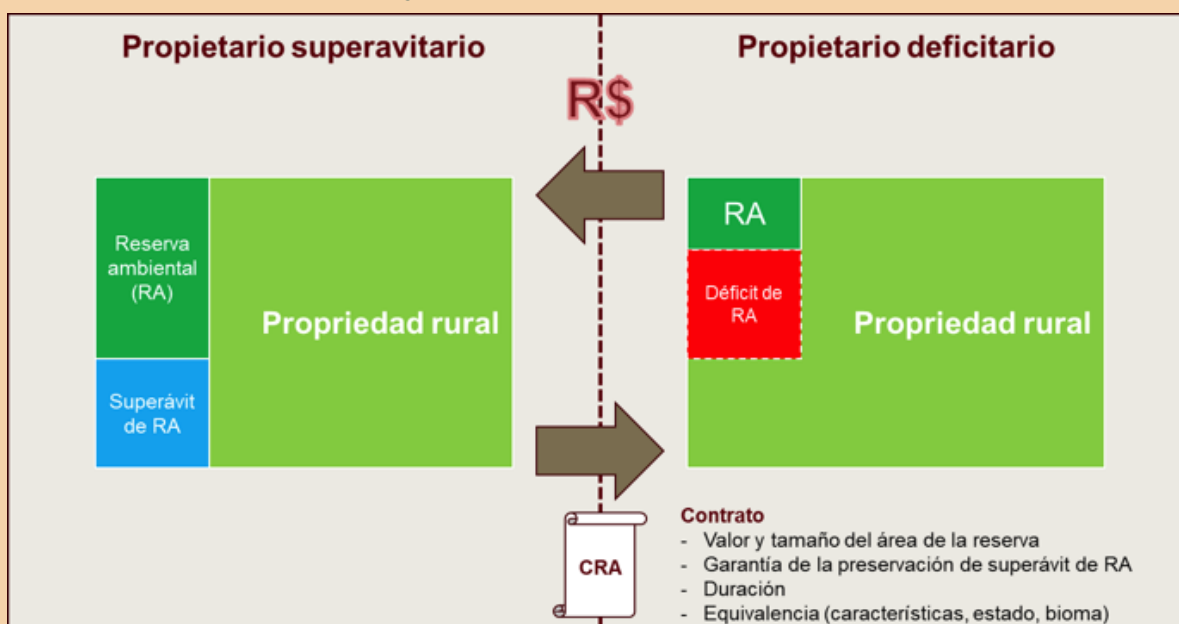 Propietario superavitario
Propietario deficitario
R$
Reserva
ambiental
(RA)
Superávit
de RA
Propriedad rural
RA
Déficit de
RA
Propriedad rural
CRA
Contrato
- Valor y tamaño del área de la reserva
- Garantía de la preservación de superávit de RA
- Duración
- Equivalencia (características, estado, bioma)